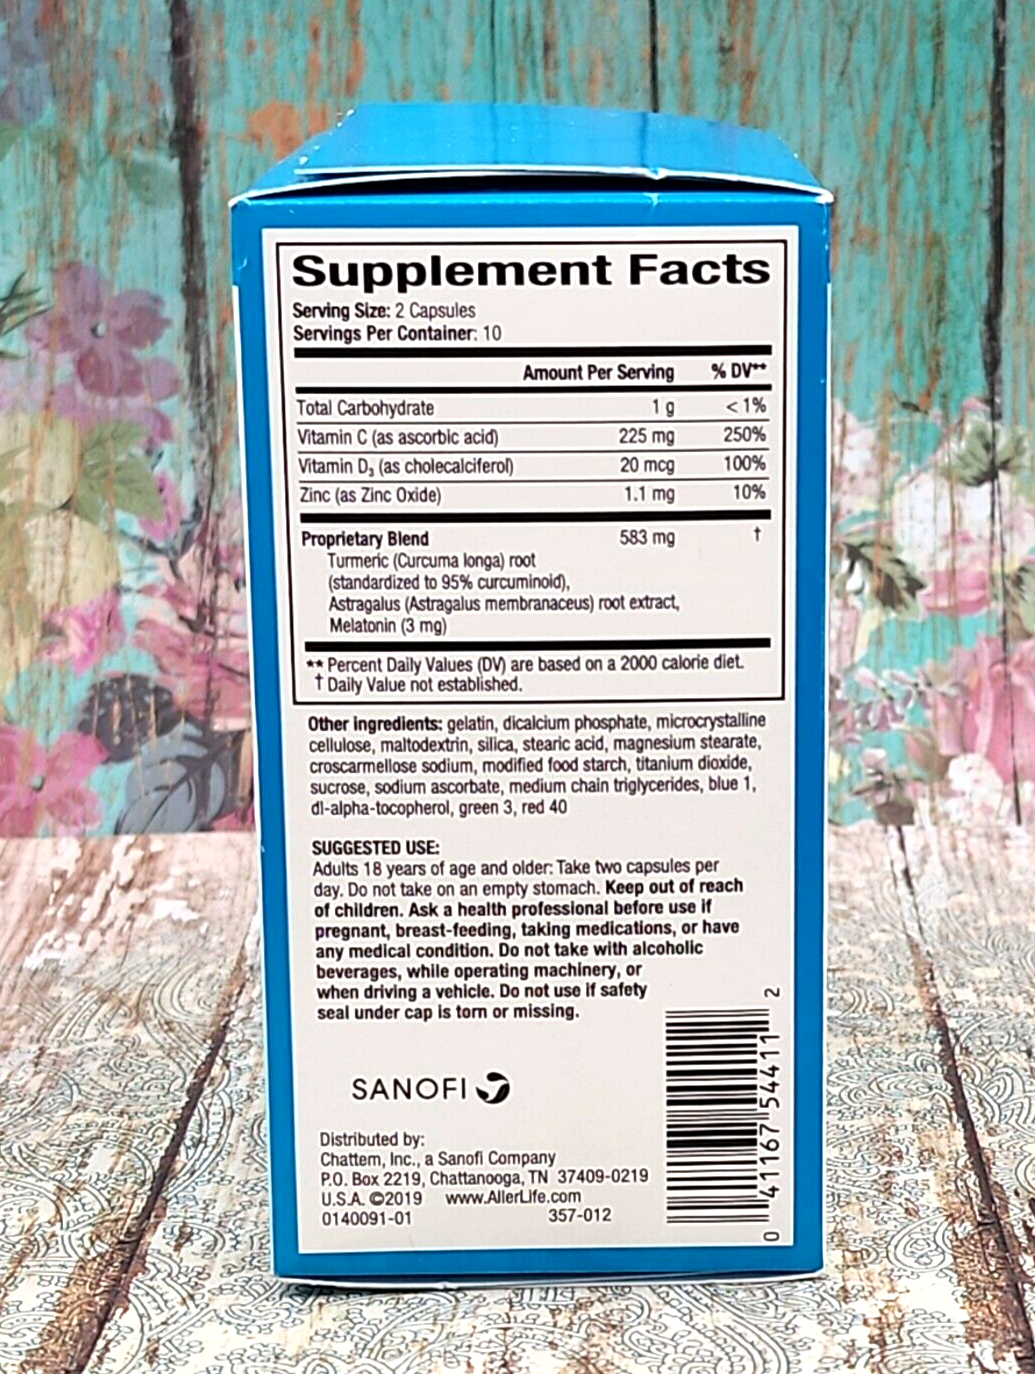 Supplement Facts
Serving Size: 2 Capsules
Servings Per Container: 10
Amount Per Serving % DV**
Total Carbohydrate 1 g < 1%
Vitamin C (as ascorbic acid) 225 mg 250%
Vitamin D₃ (as cholecalciferol) 20 mcg 100%
Zinc (as Zinc Oxide) 1.1 mg 10%
Proprietary Blend 583 mg †
Turmeric (Curcuma longa) root
(standardized to 95% curcuminoid),
Astragalus (Astragalus membranaceus) root extract,
Melatonin (3 mg)
** Percent Daily Values (DV) are based on a 2000 calorie diet.
† Daily Value not established.
Other ingredients: gelatin, dicalcium phosphate, microcrystalline
cellulose, maltodextrin, silica, stearic acid, magnesium stearate,
croscarmellose sodium, modified food starch, titanium dioxide,
sucrose, sodium ascorbate, medium chain triglycerides, blue 1,
dl-alpha-tocopherol, green 3, red 40
SUGGESTED USE:
Adults 18 years of age and older: Take two capsules per
day. Do not take on an empty stomach. Keep out of reach
of children. Ask a health professional before use if
pregnant, breast-feeding, taking medications, or have
any medical condition. Do not take with alcoholic
beverages, while operating machinery, or
when driving a vehicle. Do not use if safety
seal under cap is torn or missing.
SANOFI
Distributed by:
Chattem, Inc., a Sanofi Company
P.O. Box 2219, Chattanooga, TN 37409-0219
U.S.A. ©2019 www.AllerLife.com
0140091-01 357-012
0 41167 54411 2